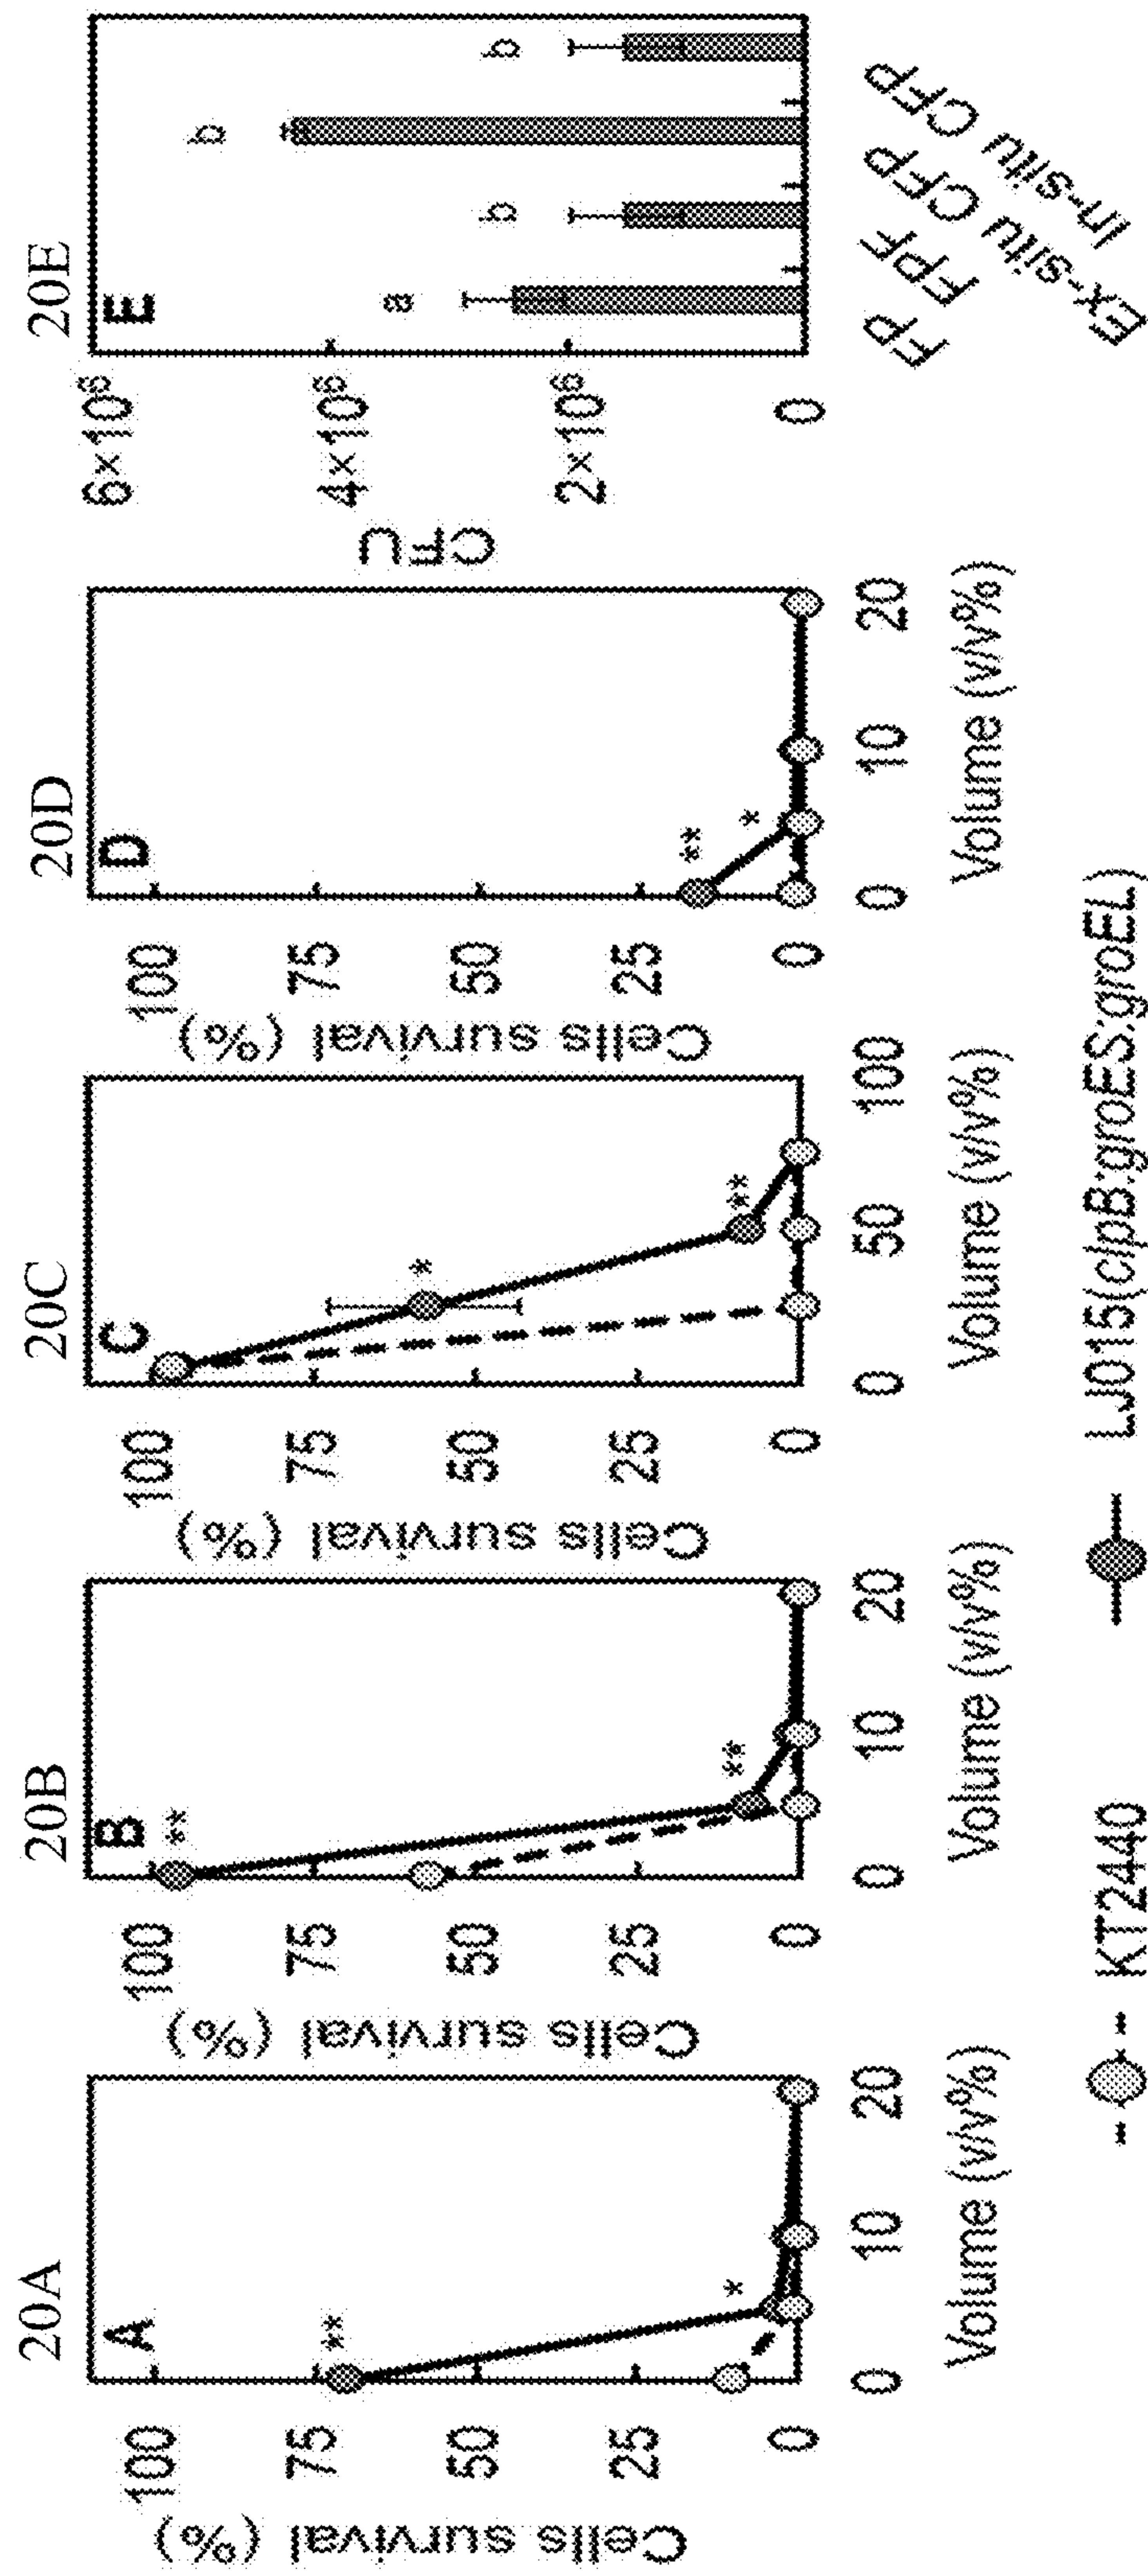 20A
A
Cells survival (%)
100
75
50
25
0
**
*
0 10 20
Volume (v/v%)
20B
B
Cells survival (%)
100
75
50
25
0
**
**
0 10 20
Volume (v/v%)
20C
C
Cells survival (%)
100
75
50
25
0
*
**
0 50 100
Volume (v/v%)
20D
D
Cells survival (%)
100
75
50
25
0
**
*
0 10 20
Volume (v/v%)
20E
E
CFU
6×10⁶
4×10⁶
2×10⁶
0
a b b b
FP
FPF
Ex-situ CFP
In-situ CFP
KT2440
LJ015(clpB:groES:groEL)